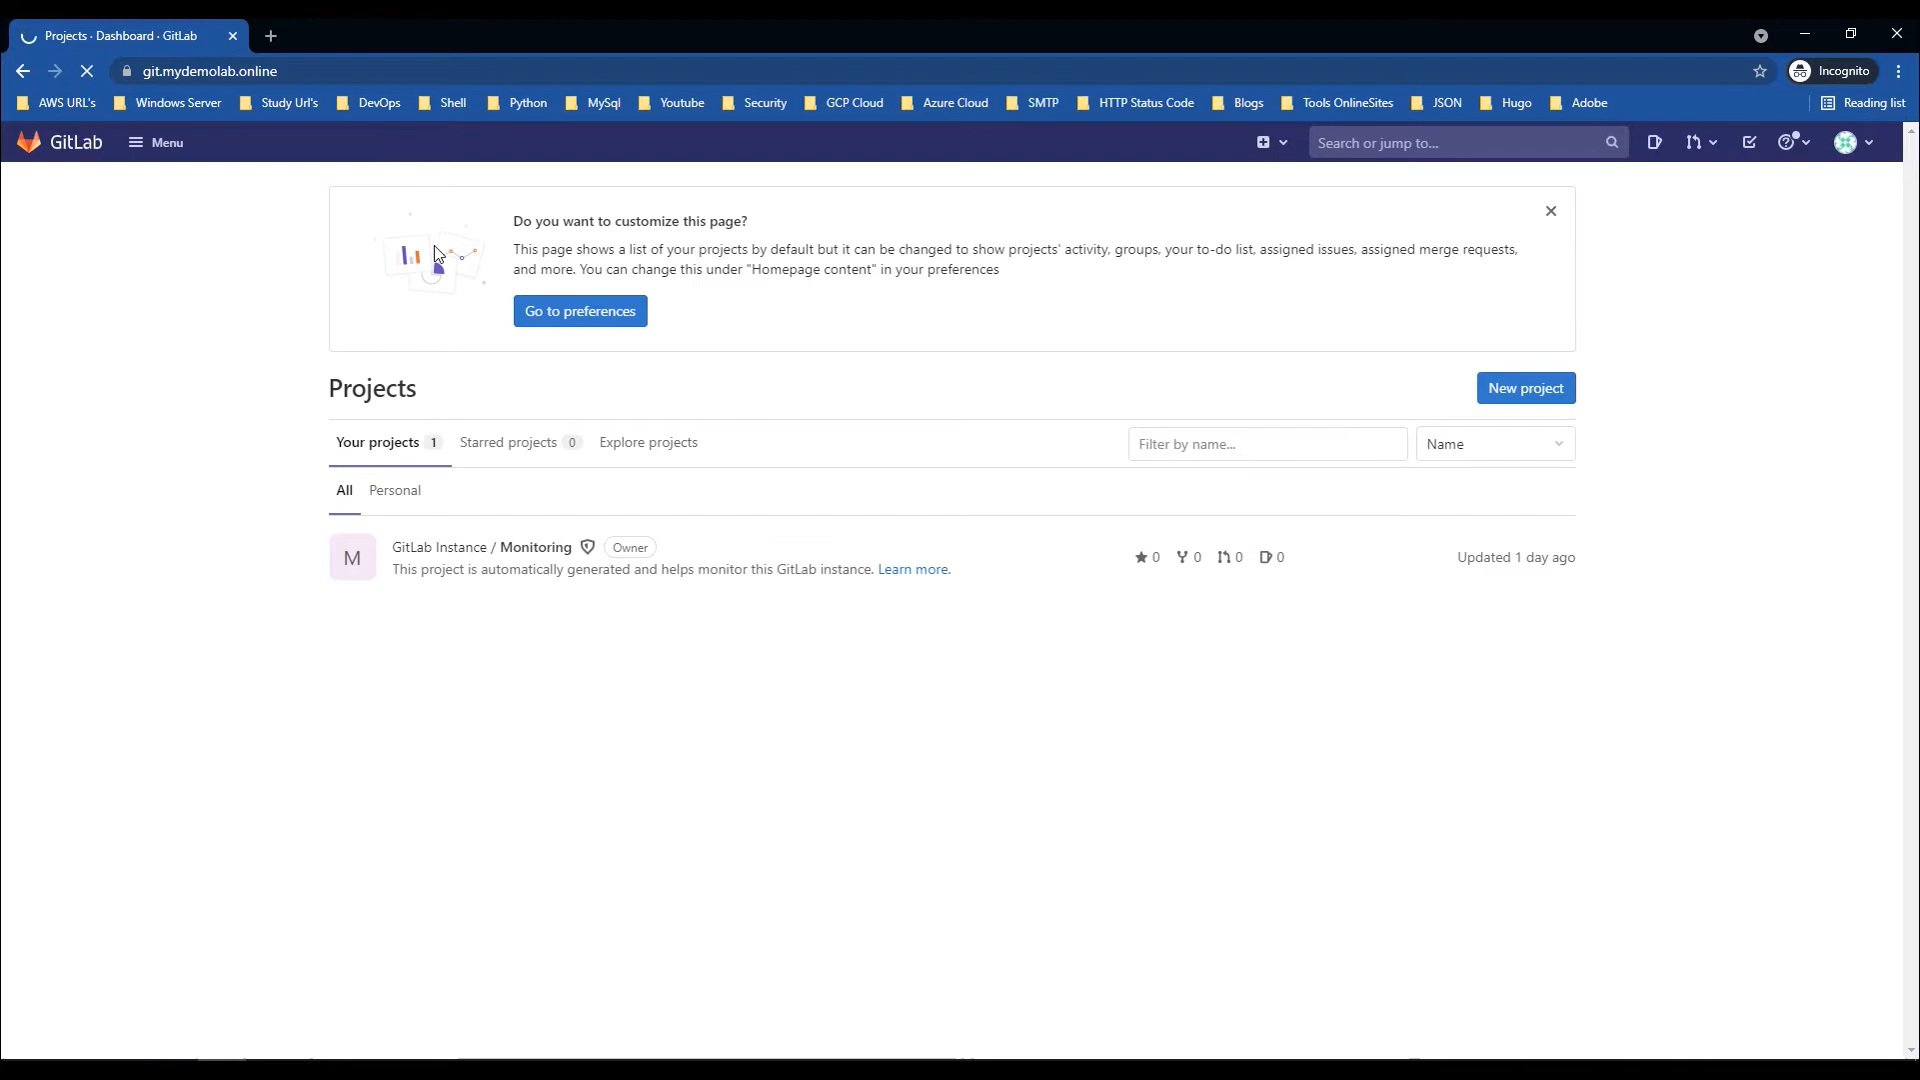 Projects · Dashboard · GitLab
git.mydemolab.online
Incognito
AWS URL's Windows Server Study Url's DevOps Shell Python MySql Youtube Security GCP Cloud Azure Cloud SMTP HTTP Status Code Blogs Tools OnlineSites JSON Hugo Adobe Reading list
GitLab Menu Search or jump to...
Do you want to customize this page?
This page shows a list of your projects by default but it can be changed to show projects' activity, groups, your to-do list, assigned issues, assigned merge requests,
and more. You can change this under "Homepage content" in your preferences
Go to preferences
Projects
New project
Your projects 1 Starred projects 0 Explore projects Filter by name... Name
All Personal
M
GitLab Instance / Monitoring Owner
This project is automatically generated and helps monitor this GitLab instance. Learn more.
0 0 0 0
Updated 1 day ago